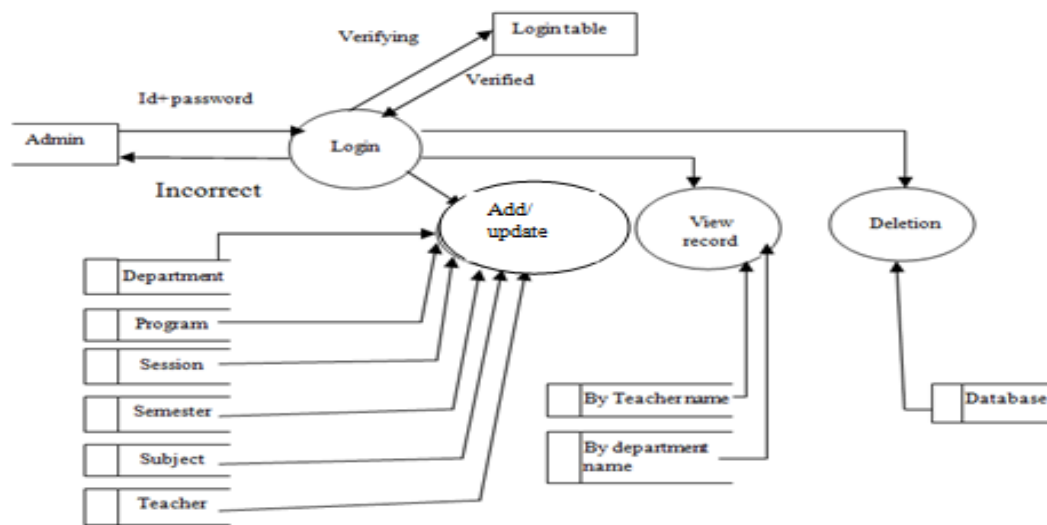 Login table
Verifying
Verified
Id+password
Admin
Login
Incorrect
Add/
update
View
record
Deletion
Department
Program
Session
Semester
Subject
Teacher
By Teacher name
By department
name
Database